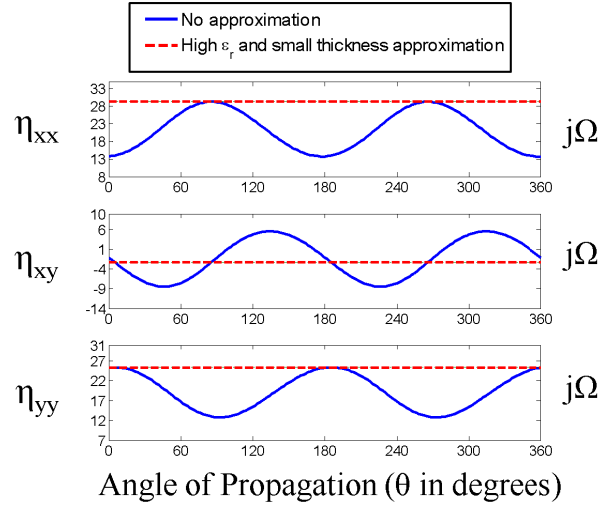 No approximation
High εr and small thickness approximation
33
28
23
18
13
8
ηxx
jΩ
0 60 120 180 240 300 360
10
6
1
-4
-9
-14
ηxy
jΩ
0 60 120 180 240 300 360
31
27
22
17
12
7
ηyy
jΩ
0 60 120 180 240 300 360
Angle of Propagation (θ in degrees)